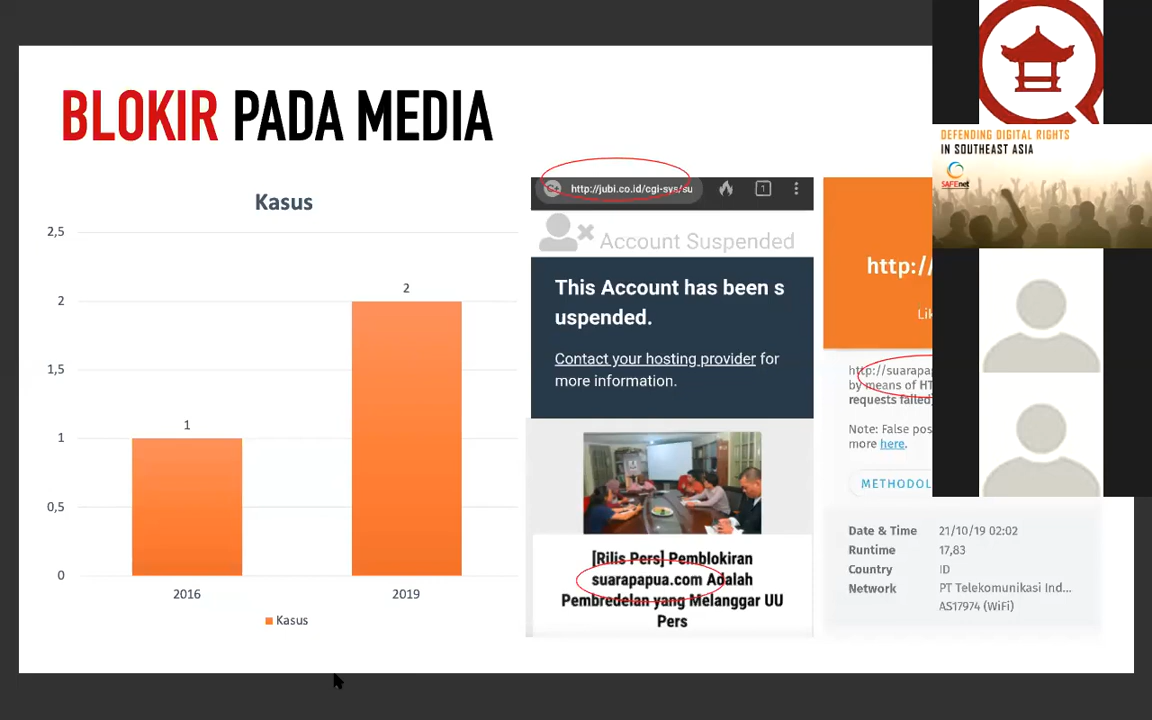 BLOKIR PADA MEDIA
Kasus
2,5
2
1,5
1
0,5
0
1
2
2016
2019
Kasus
http://jubi.co.id/cgi-sys/su
1
Account Suspended
This Account has been s
uspended.
Contact your hosting provider for
more information.
[Rilis Pers] Pemblokiran
suarapapua.com Adalah
Pembredelan yang Melanggar UU
Pers
http://
Lik
http://suarapa
by means of HT
requests failed
Note: False pos
more here.
METHODOL
Date & Time 21/10/19 02:02
Runtime 17,83
Country ID
Network PT Telekomunikasi Ind...
AS17974 (WiFi)
DEFENDING DIGITAL RIGHTS
IN SOUTHEAST ASIA
SAFEnet